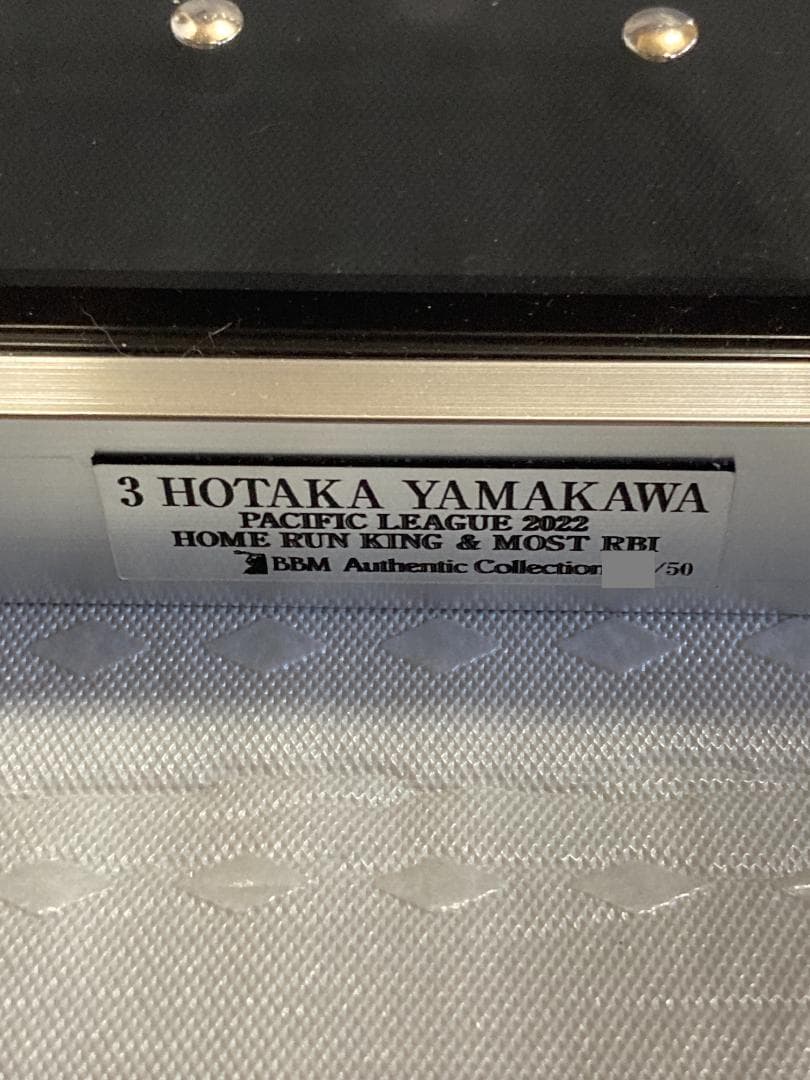 3 HOTAKA YAMAKAWA
PACIFIC LEAGUE 2022
HOME RUN KING & MOST RBI
BBM Authentic Collection /50